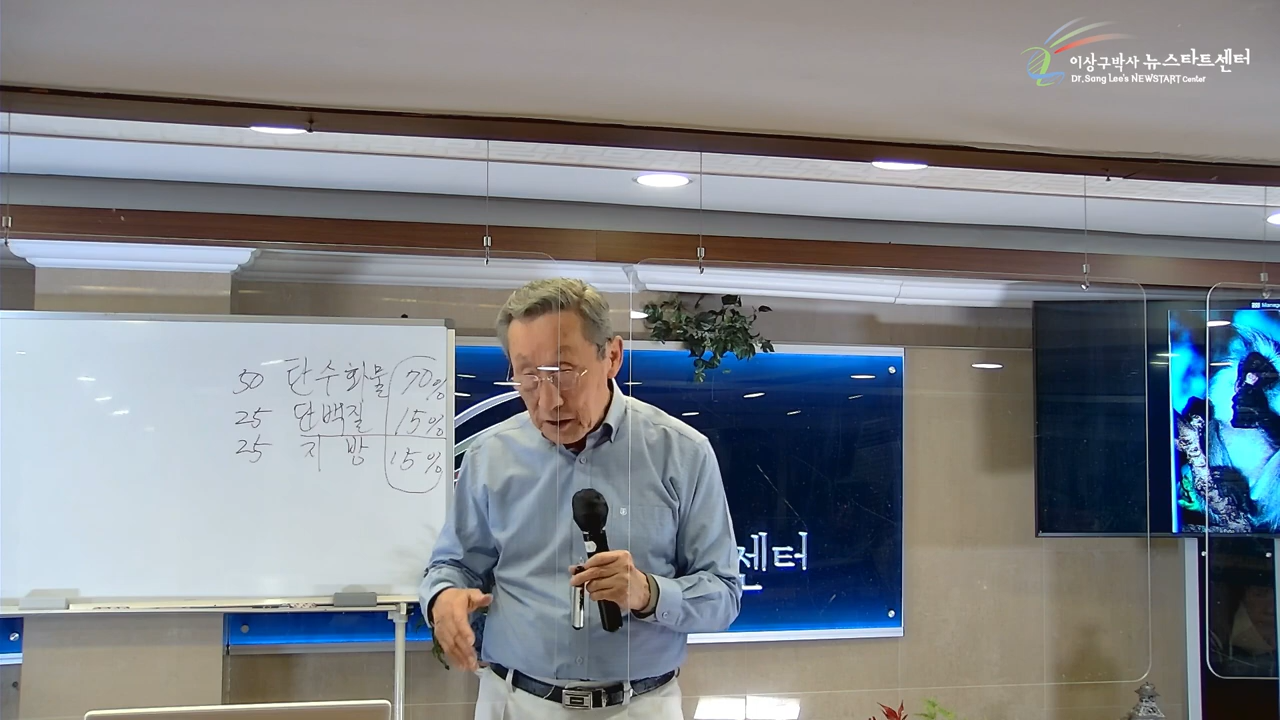 이상구박사 뉴스타트센터
Dr. Sang Lee's NEWSTART Center
50 단수화물 70%
25 단백질 15%
25 지방 15%
센터